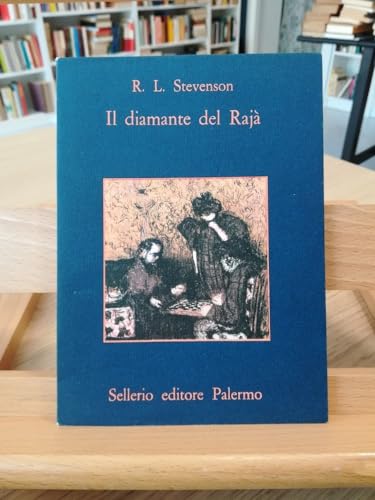 R. L. Stevenson
Il diamante del Rajà
Sellerio editore Palermo